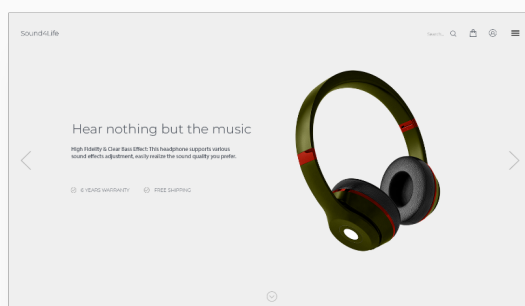 Sound4Life
Hear nothing but the music
High Fidelity & Clear Bass Effect: This headphone supports various
sound effects adjustment, easily realize the sound quality you prefer.
6 YEARS WARRANTY
FREE SHIPPING